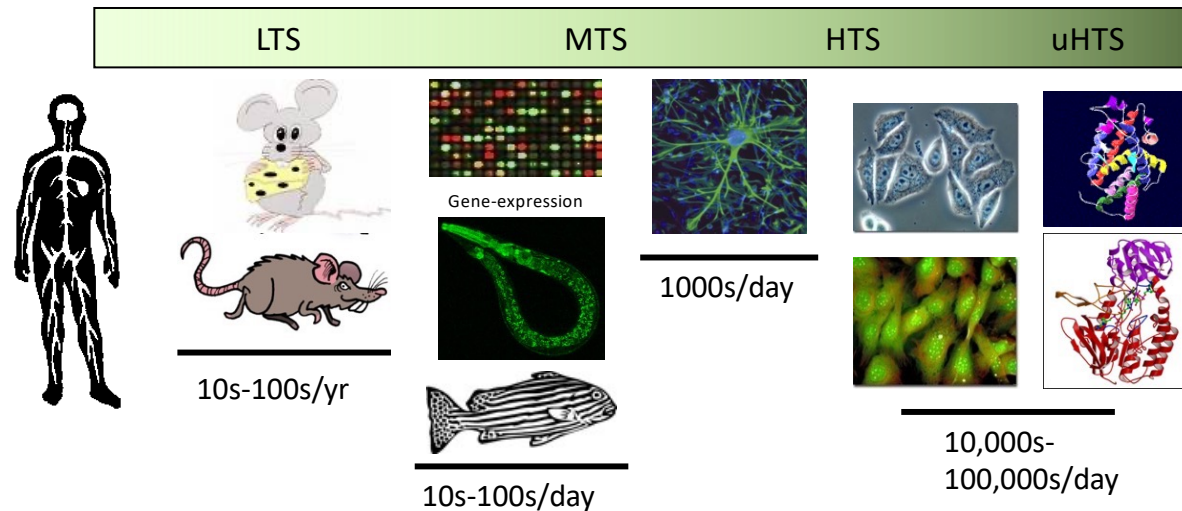 LTS
MTS
HTS
uHTS
Gene-expression
10s-100s/yr
10s-100s/day
1000s/day
10,000s-
100,000s/day